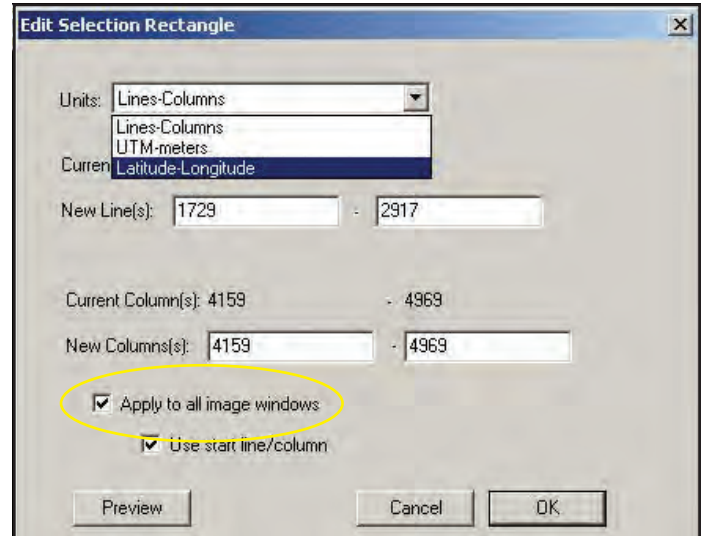 Edit Selection Rectangle
Units: Lines-Columns
Lines-Columns
UTM-meters
Curren Latitude-Longitude
New Line(s): 1729 - 2917
Current Column(s): 4159 - 4969
New Columns(s): 4159 - 4969
Apply to all image windows
Use start line/column
Preview Cancel OK